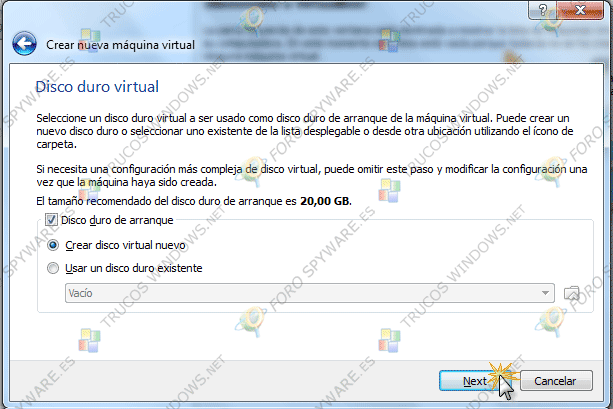 Crear nueva máquina virtual
Disco duro virtual
Seleccione un disco duro virtual a ser usado como disco duro de arranque de la máquina virtual. Puede crear un
nuevo disco duro o seleccionar uno existente de la lista desplegable o desde otra ubicación utilizando el ícono de
carpeta.
Si necesita una configuración más compleja de disco virtual, puede omitir este paso y modificar la configuración una
vez que la máquina haya sido creada.
El tamaño recomendado del disco duro de arranque es 20,00 GB.
Disco duro de arranque
Crear disco virtual nuevo
Usar un disco duro existente
Vacío
Next
Cancelar
FORO SPYWARE.ES
TRUCOS WINDOWS.NET